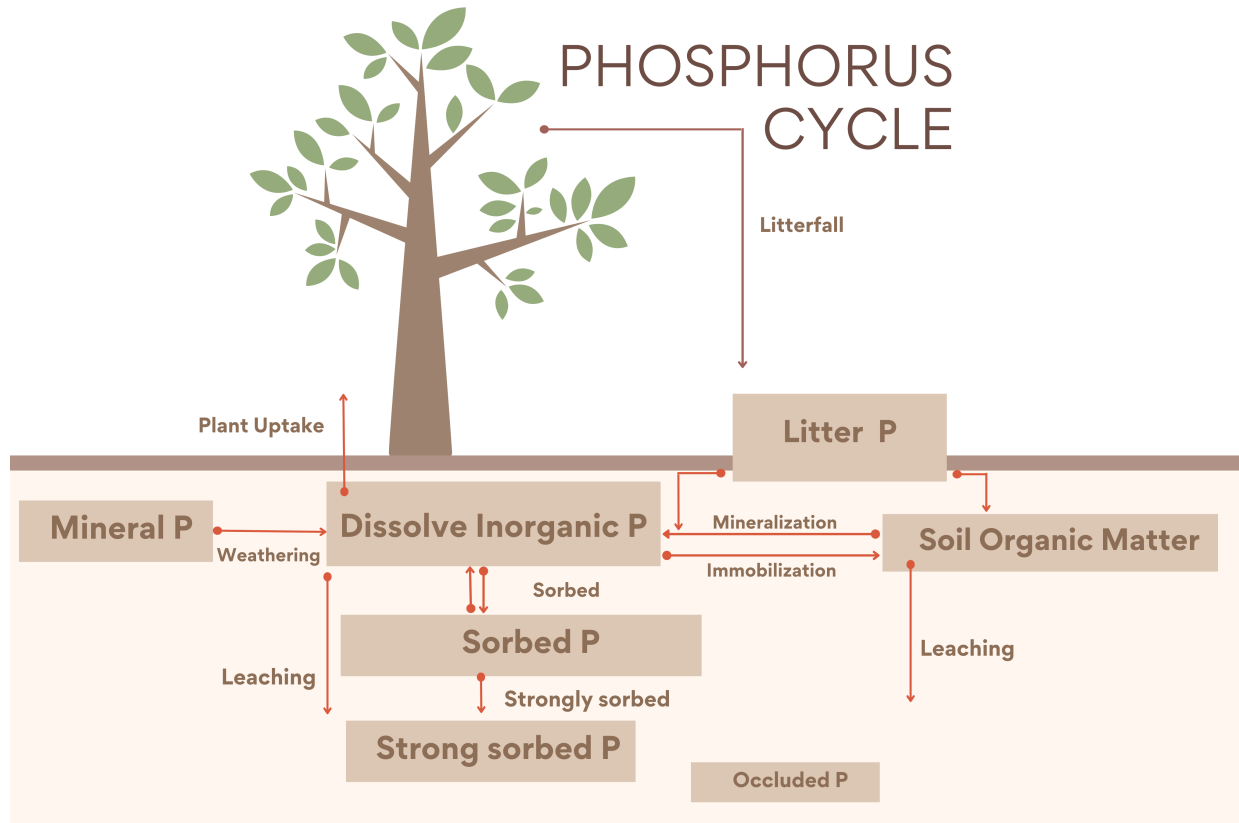 PHOSPHORUS
CYCLE
Litterfall
Plant Uptake
Litter P
Mineral P
Weathering
Dissolve Inorganic P
Mineralization
Immobilization
Soil Organic Matter
Sorbed
Sorbed P
Leaching
Leaching
Strongly sorbed
Strong sorbed P
Occluded P